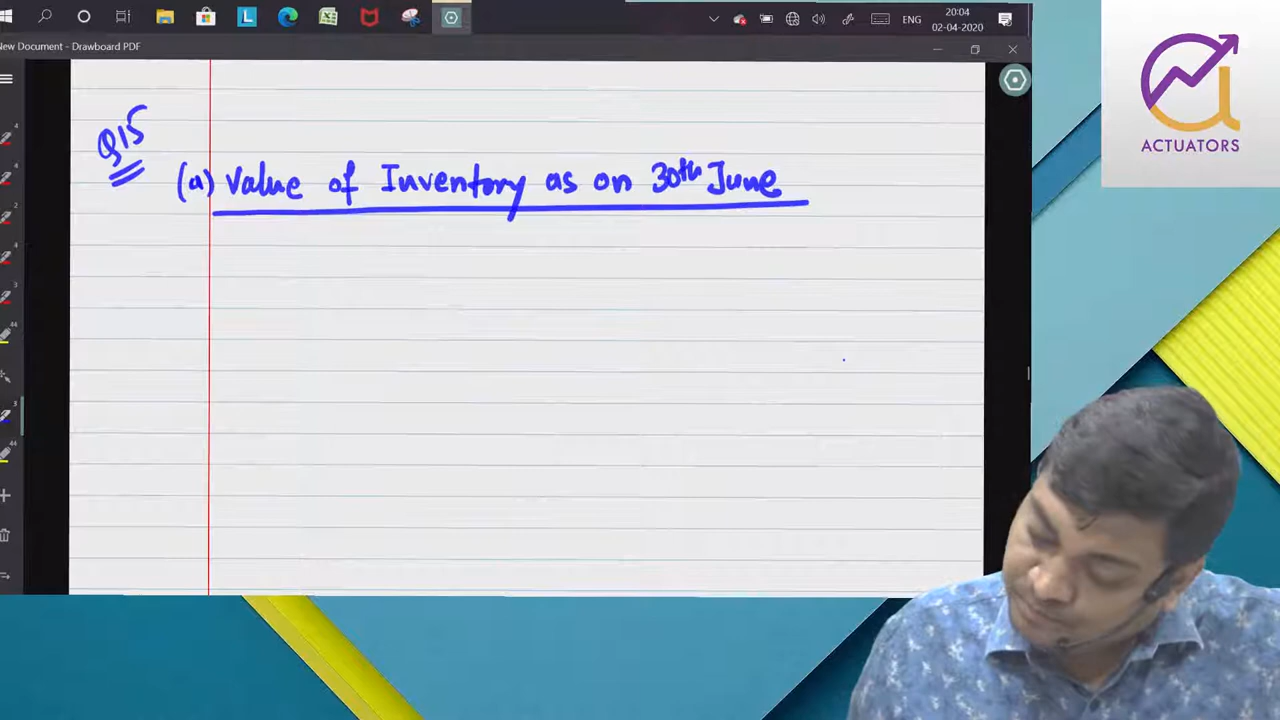 20:04
ENG
02-04-2020
New Document - Drawboard PDF
ACTUATORS
Q15
(a) Value of Inventory as on 30th June